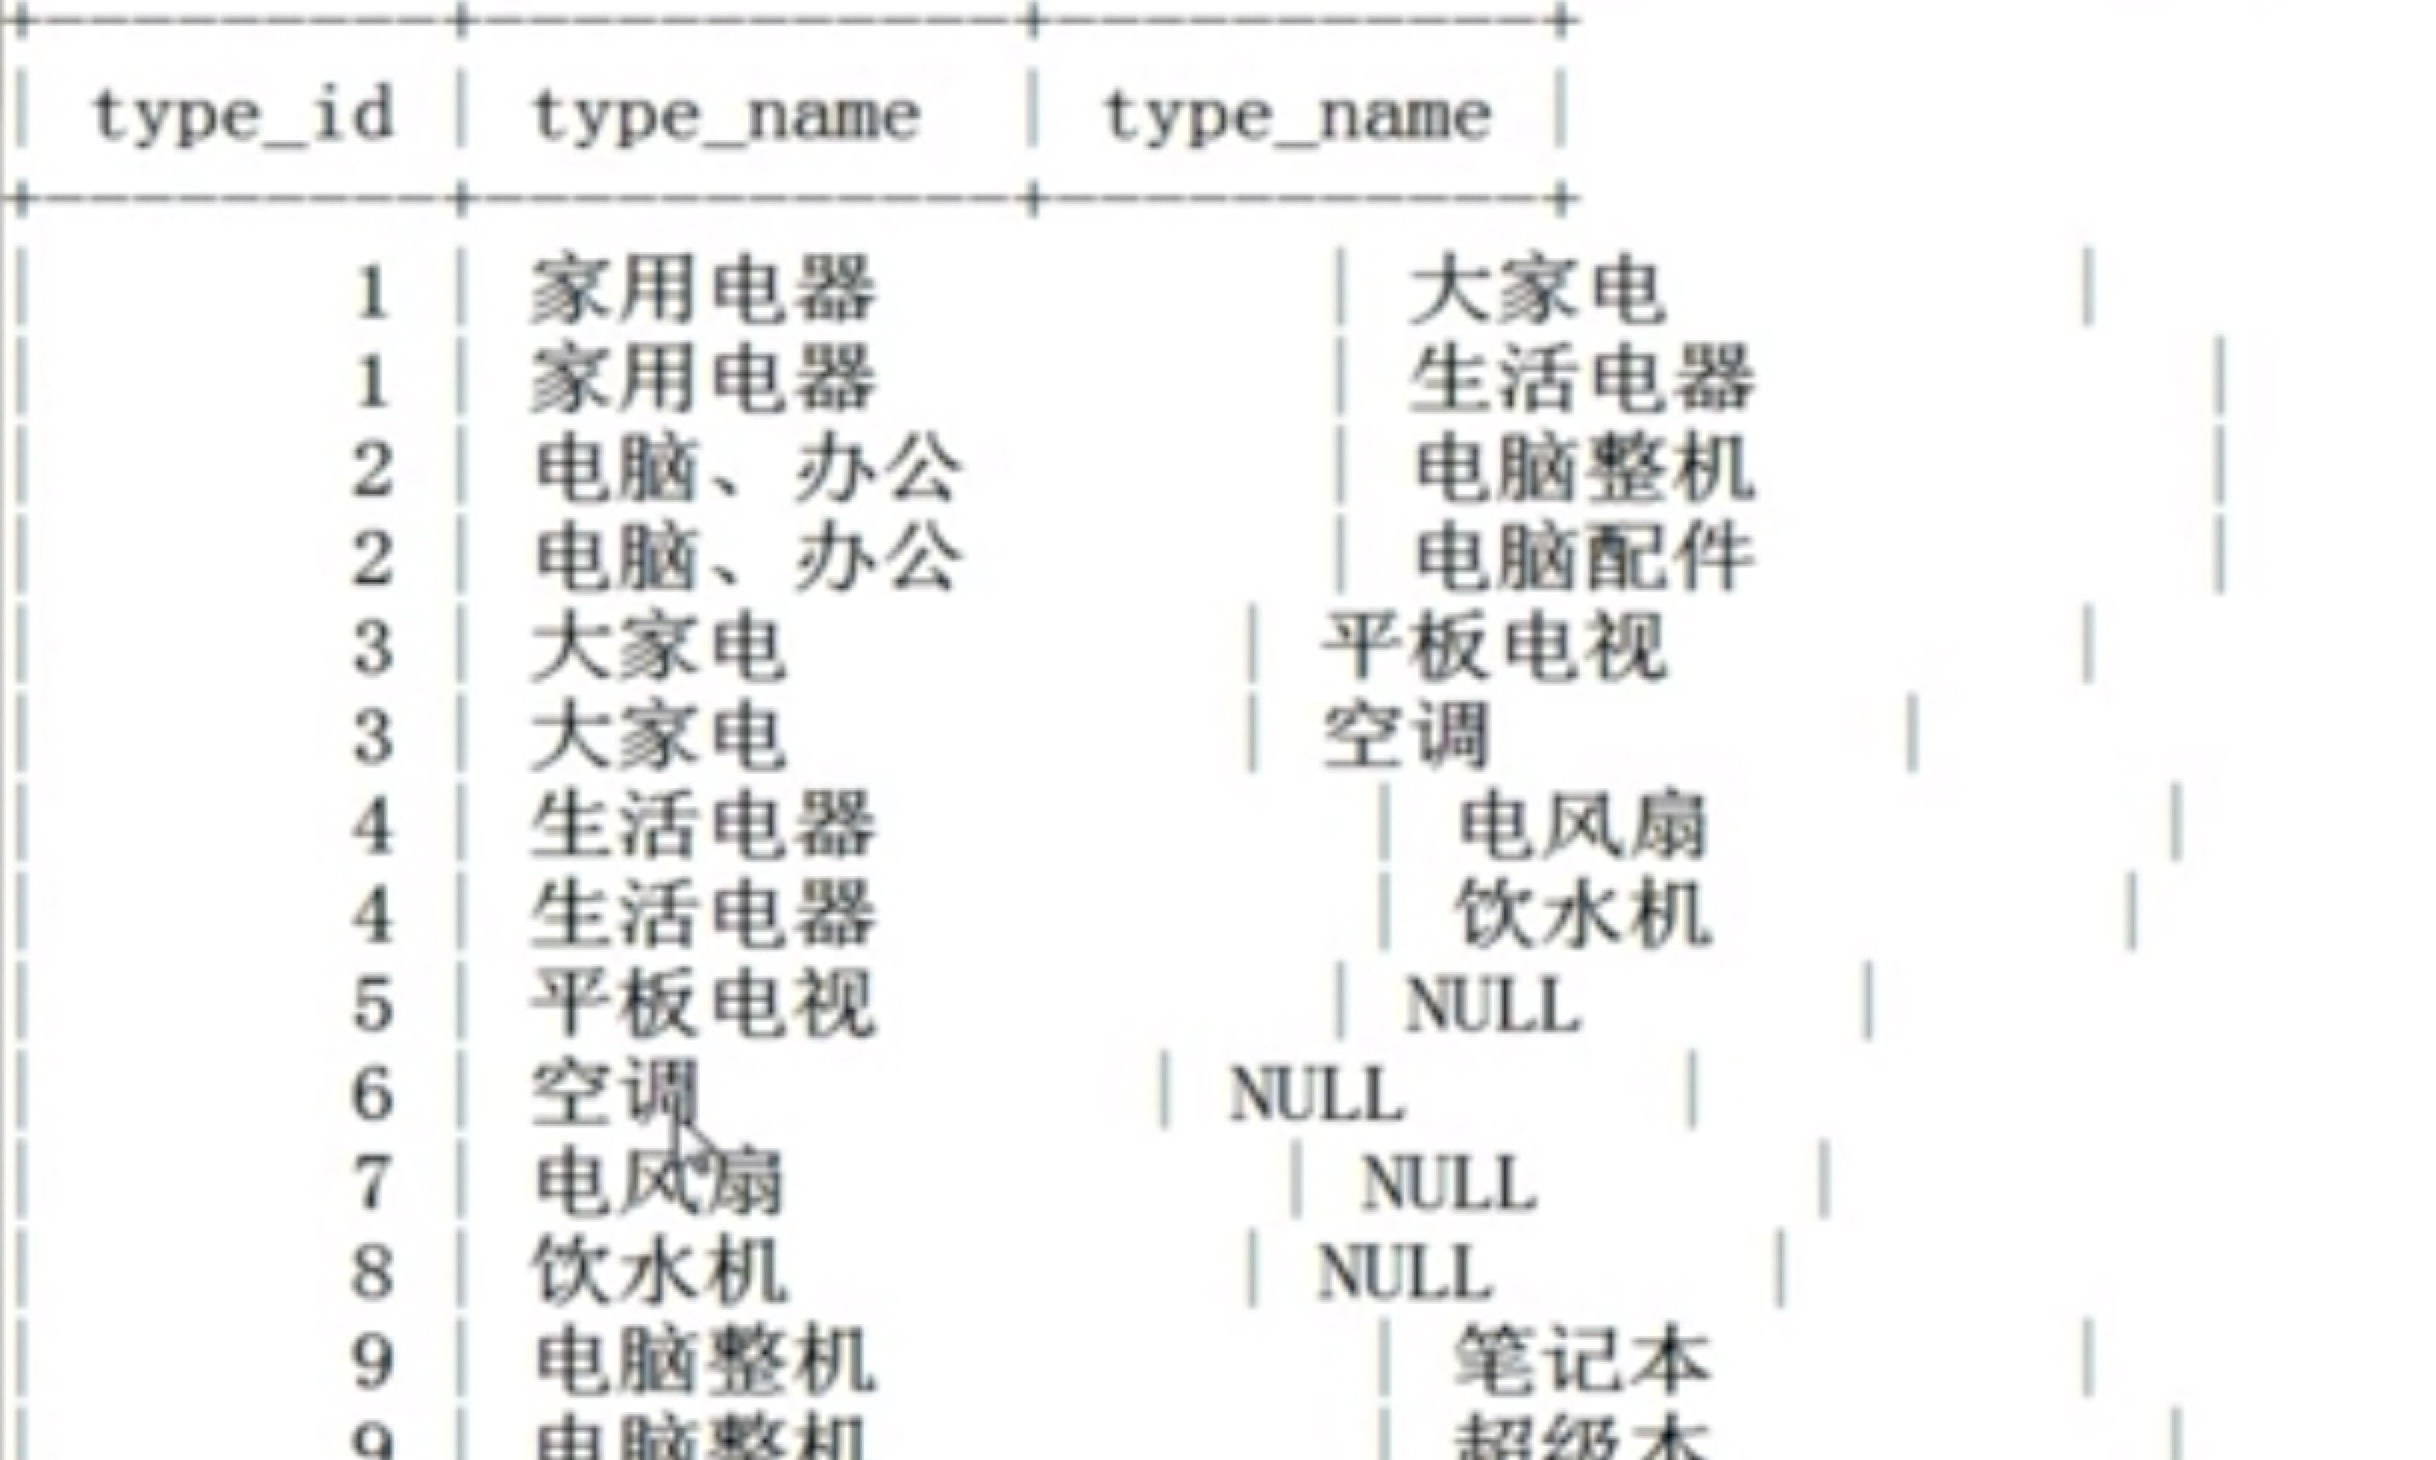 | type_id | type_name | type_name |
| 1 | 家用电器 | 大家电 |
| 1 | 家用电器 | 生活电器 |
| 2 | 电脑、办公 | 电脑整机 |
| 2 | 电脑、办公 | 电脑配件 |
| 3 | 大家电 | 平板电视 |
| 3 | 大家电 | 空调 |
| 4 | 生活电器 | 电风扇 |
| 4 | 生活电器 | 饮水机 |
| 5 | 平板电视 | NULL |
| 6 | 空调 | NULL |
| 7 | 电风扇 | NULL |
| 8 | 饮水机 | NULL |
| 9 | 电脑整机 | 笔记本 |
| 9 | 电脑整机 | 超级本 |